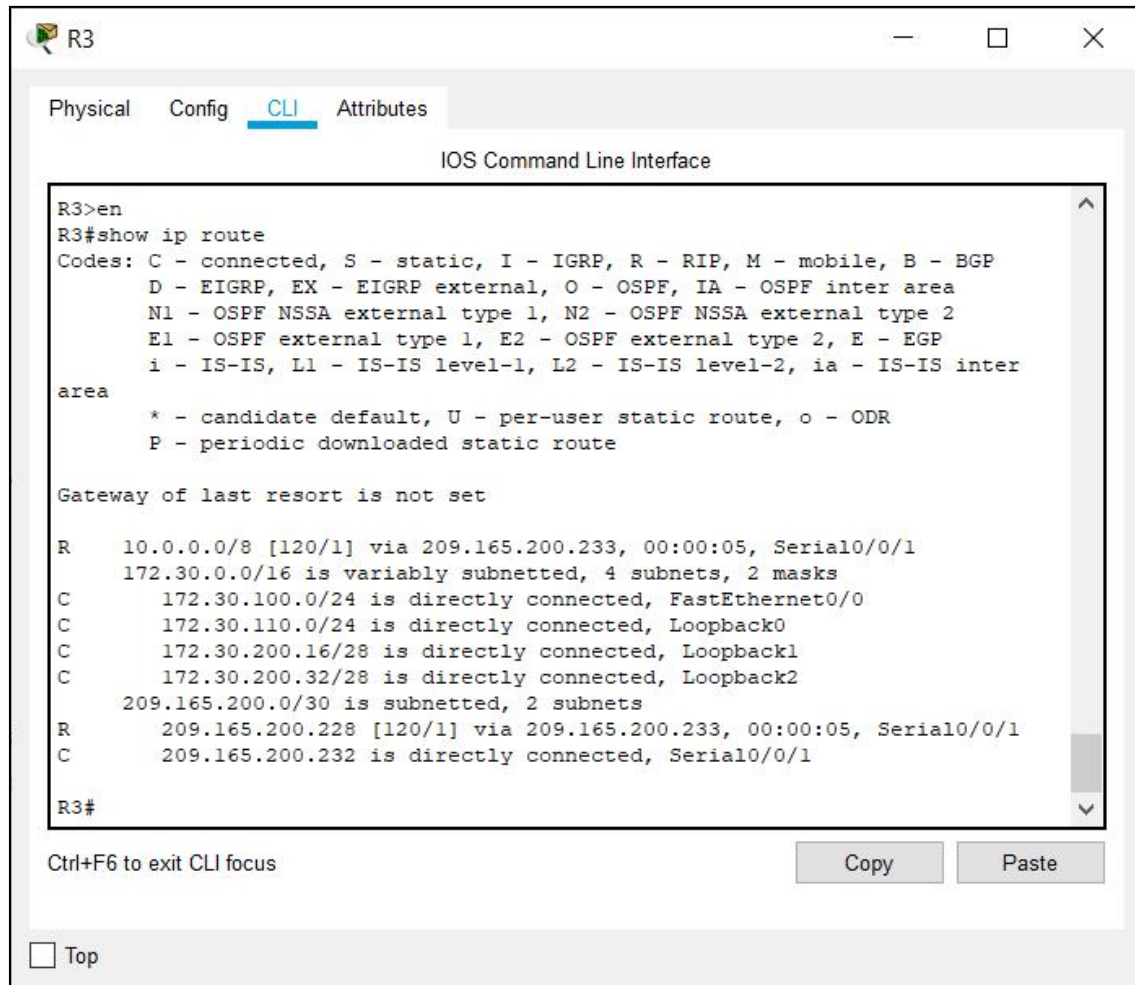 R3
Physical Config CLI Attributes
IOS Command Line Interface
R3>en
R3#show ip route
Codes: C - connected, S - static, I - IGRP, R - RIP, M - mobile, B - BGP
       D - EIGRP, EX - EIGRP external, O - OSPF, IA - OSPF inter area
       N1 - OSPF NSSA external type 1, N2 - OSPF NSSA external type 2
       E1 - OSPF external type 1, E2 - OSPF external type 2, E - EGP
       i - IS-IS, L1 - IS-IS level-1, L2 - IS-IS level-2, ia - IS-IS inter
area
       * - candidate default, U - per-user static route, o - ODR
       P - periodic downloaded static route
Gateway of last resort is not set
R    10.0.0.0/8 [120/1] via 209.165.200.233, 00:00:05, Serial0/0/1
     172.30.0.0/16 is variably subnetted, 4 subnets, 2 masks
C       172.30.100.0/24 is directly connected, FastEthernet0/0
C       172.30.110.0/24 is directly connected, Loopback0
C       172.30.200.16/28 is directly connected, Loopback1
C       172.30.200.32/28 is directly connected, Loopback2
     209.165.200.0/30 is subnetted, 2 subnets
R       209.165.200.228 [120/1] via 209.165.200.233, 00:00:05, Serial0/0/1
C       209.165.200.232 is directly connected, Serial0/0/1
R3#
Ctrl+F6 to exit CLI focus Copy Paste
Top